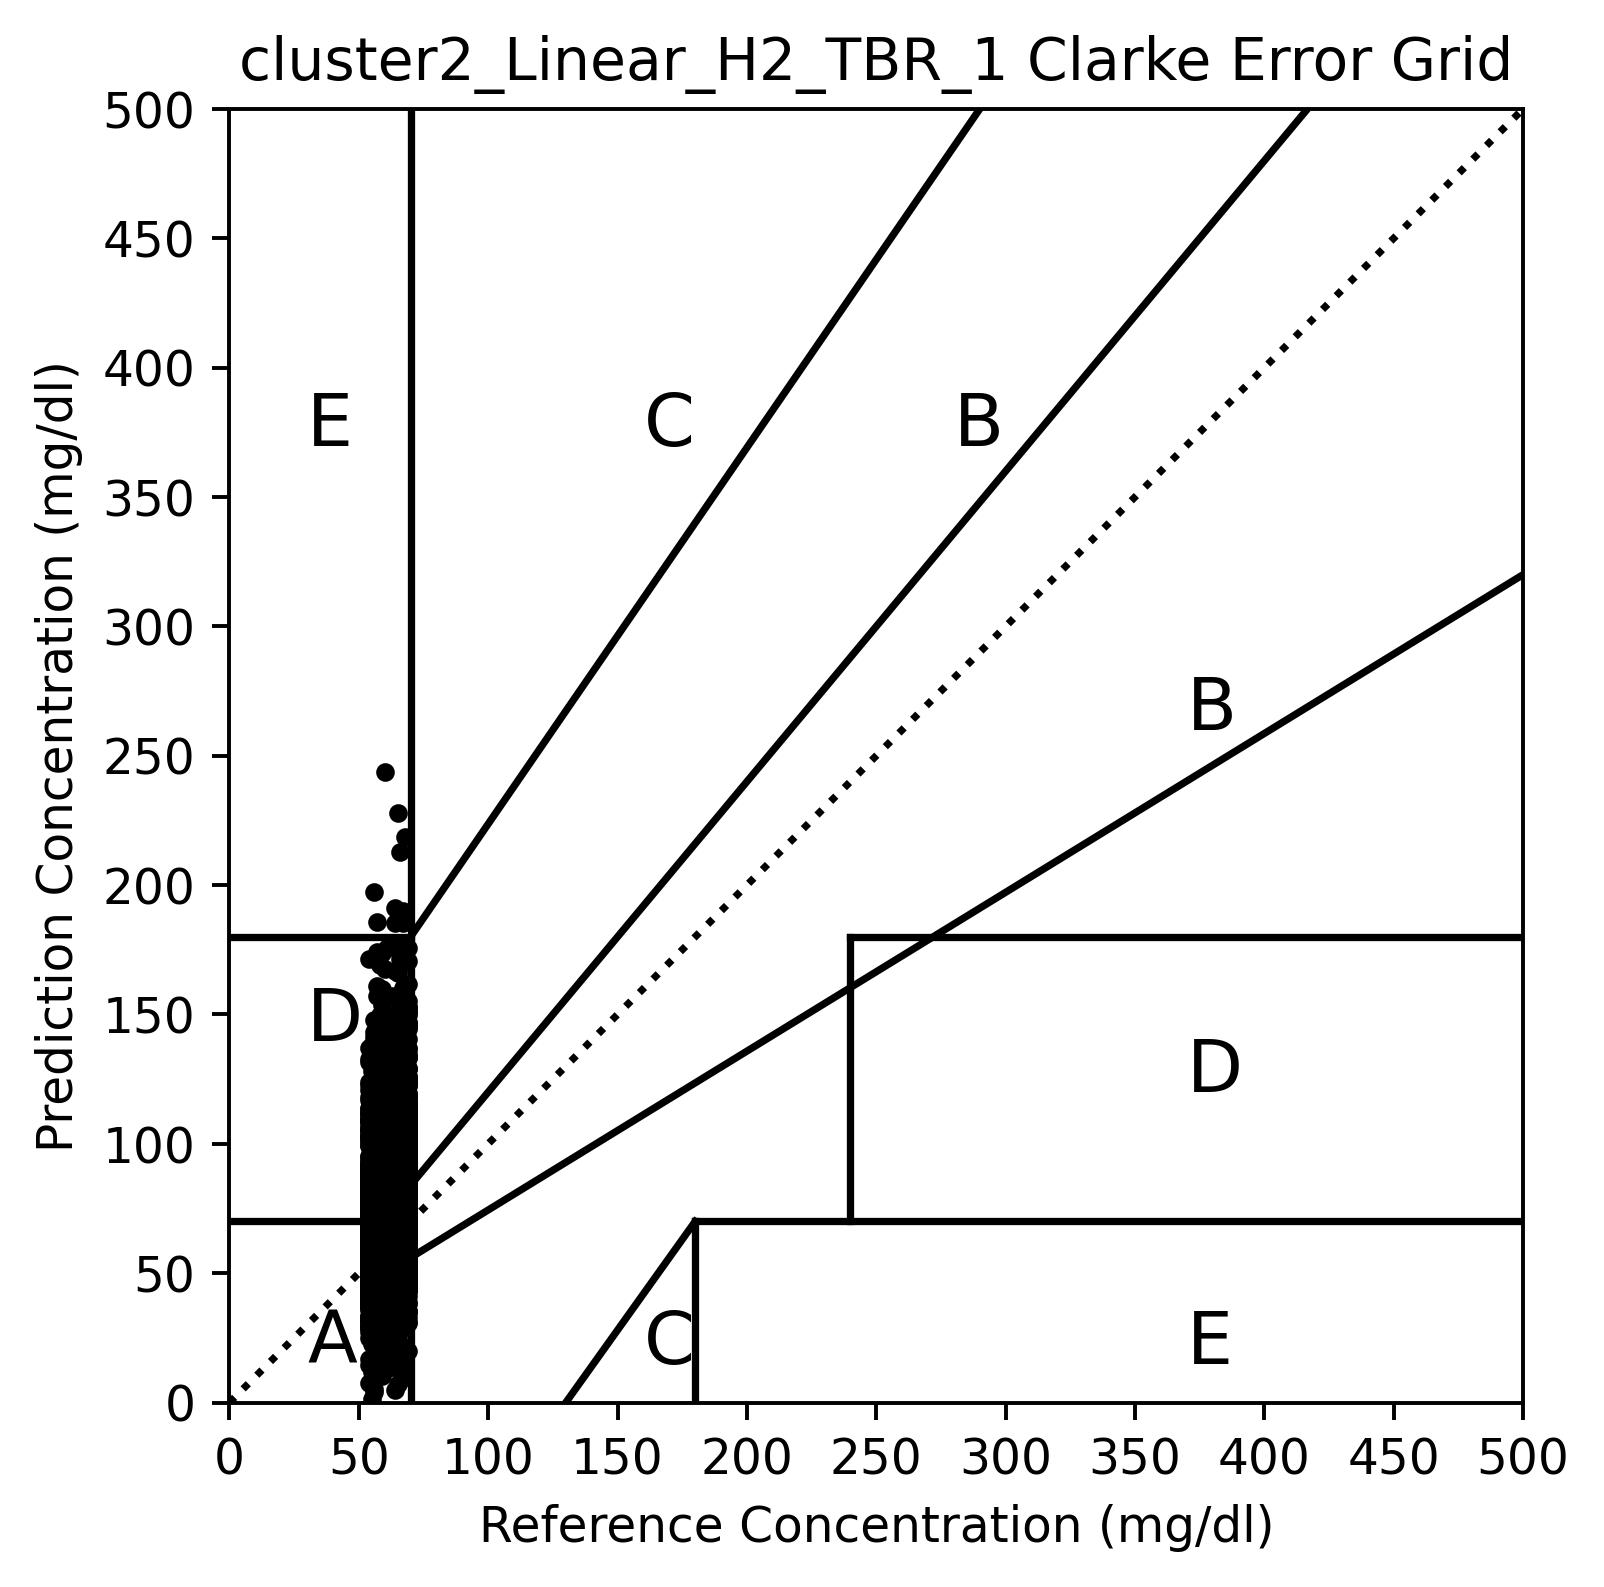 cluster2_Linear_H2_TBR_1 Clarke Error Grid
Prediction Concentration (mg/dl)
500
450
400
350
300
250
200
150
100
50
0
E
C
B
B
D
D
A
C
E
0 50 100 150 200 250 300 350 400 450 500
Reference Concentration (mg/dl)